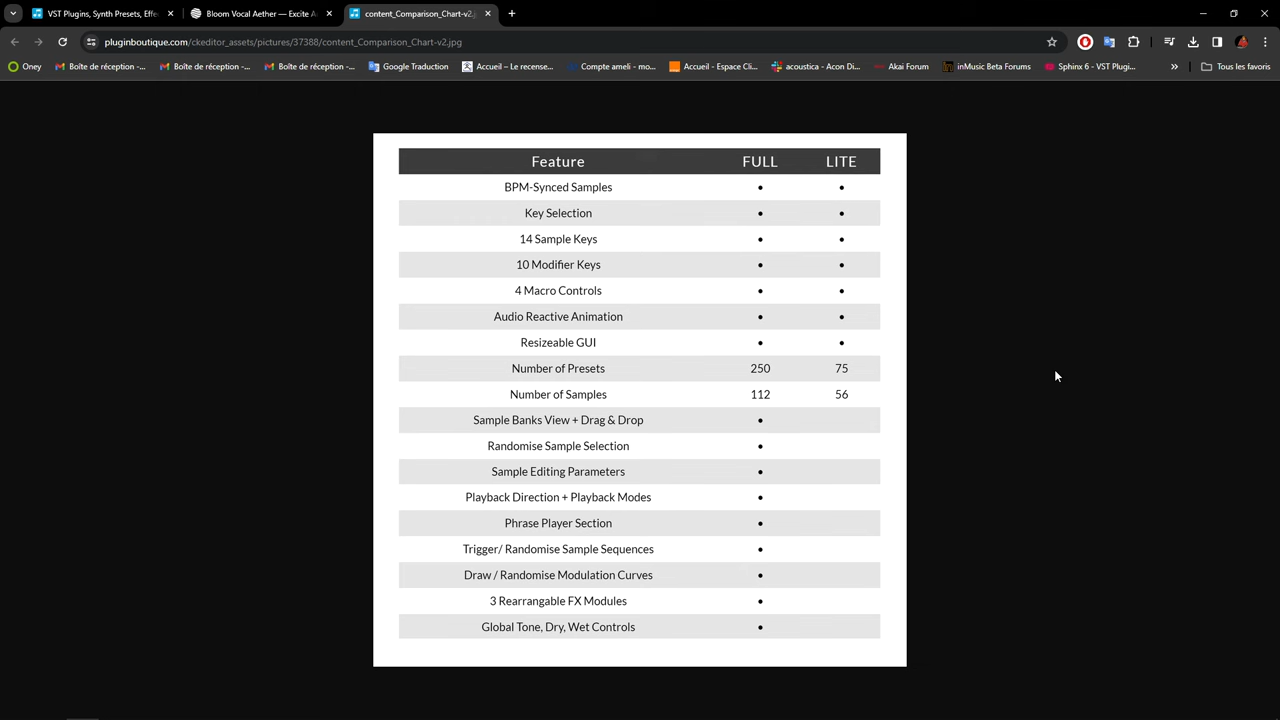 VST Plugins, Synth Presets, Effe
Bloom Vocal Aether — Excite A
content_Comparison_Chart-v2.j
pluginboutique.com/ckeditor_assets/pictures/37388/content_Comparison_Chart-v2.jpg
Oney
Boîte de réception -...
Boîte de réception -...
Boîte de réception -...
Google Traduction
Accueil – Le recense...
Compte ameli - mo...
Accueil – Espace Cli...
acoustica - Acon Di...
Akai Forum
inMusic Beta Forums
Sphinx 6 - VST Plugi...
Tous les favoris
Feature FULL LITE
BPM-Synced Samples • •
Key Selection • •
14 Sample Keys • •
10 Modifier Keys • •
4 Macro Controls • •
Audio Reactive Animation • •
Resizeable GUI • •
Number of Presets 250 75
Number of Samples 112 56
Sample Banks View + Drag & Drop •
Randomise Sample Selection •
Sample Editing Parameters •
Playback Direction + Playback Modes •
Phrase Player Section •
Trigger/ Randomise Sample Sequences •
Draw / Randomise Modulation Curves •
3 Rearrangable FX Modules •
Global Tone, Dry, Wet Controls •